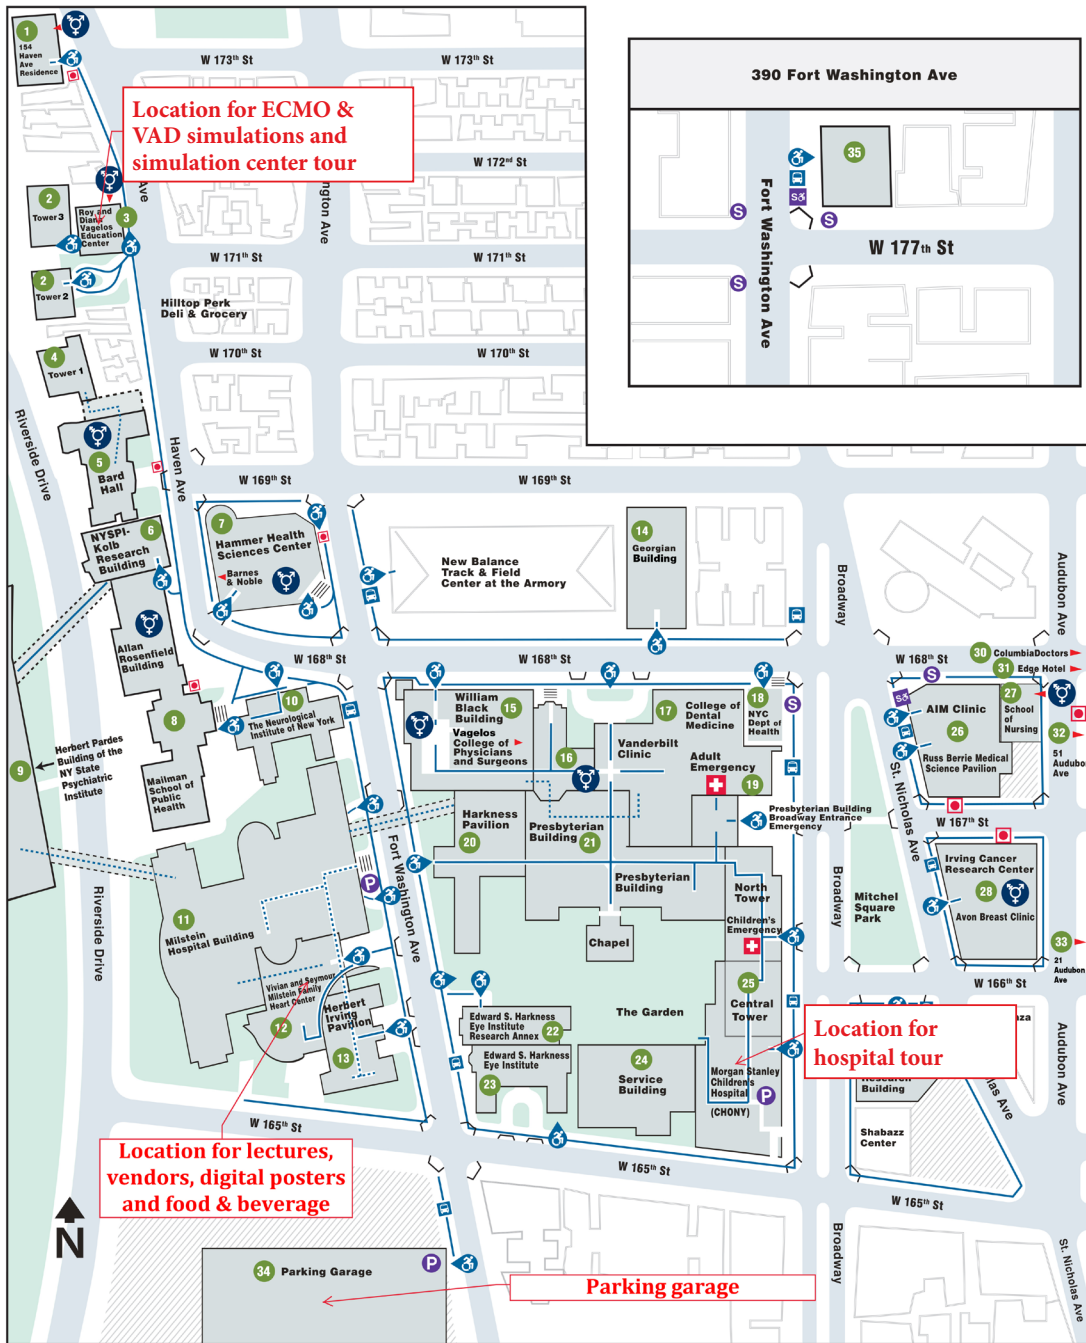 1
154
Haven
Ave
Residence
W 173th St
W 173th St
Location for ECMO &
VAD simulations and
simulation center tour
W 172nd St
Ave
ngton Ave
2
Tower 3
Roy and
Diana
Vagelos
Education
Center
3
W 171th St
W 171th St
2
Tower 2
Hilltop Perk
Deli & Grocery
W 170th St
W 170th St
4
Tower 1
Riverside Drive
Haven Ave
5
Bard
Hall
W 169th St
W 169th St
390 Fort Washington Ave
35
S
S
S
S
Fort Washington Ave
W 177th St
6
NYSPI-
Kolb
Research
Building
7
Hammer Health
Sciences Center
Barnes
& Noble
New Balance
Track & Field
Center at the Armory
14
Georgian
Building
Broadway
Audubon Ave
Allan
Rosenfield
Building
W 168th St
W 168th St
W 168th St
30
ColumbiaDoctors
31
Edge Hotel
8
Mailman
School of
Public
Health
10
The Neurological
Institute of New York
9
Herbert Pardes
Building of the
NY State
Psychiatric
Institute
William
Black
Building
15
Vagelos
College of
Physicians
and Surgeons
16
17
College of
Dental
Medicine
18
NYC
Dept of
Health
S
Vanderbilt
Clinic
Adult
Emergency
19
S
S
AIM Clinic
26
Russ Berrie Medical
Science Pavilion
27
School
of
Nursing
32
51
Audubon
Ave
St. Nicholas Ave
W 167th St
Harkness
Pavilion
20
Presbyterian
Building
21
Presbyterian Building
Broadway Entrance
Emergency
Presbyterian
Building
North
Tower
Children's
Emergency
Chapel
Broadway
Mitchel
Square
Park
Irving Cancer
Research Center
28
Avon Breast Clinic
33
21
Audubon
Ave
W 166th St
Fort Washington Ave
P
11
Milstein
Hospital Building
Riverside Drive
Vivian and Seymour
Milstein Family
Heart Center
12
Herbert
Irving
Pavilion
13
Edward S. Harkness
Eye Institute
Research Annex
22
Edward S. Harkness
Eye Institute
23
The Garden
25
Central
Tower
24
Service
Building
Morgan Stanley
Children's
Hospital
(CHONY)
P
Location for
hospital tour
aza
Research
Building
las Ave
Audubon Ave
Shabazz
Center
W 165th St
W 165th St
W 165th St
Location for lectures,
vendors, digital posters
and food & beverage
N
34
Parking Garage
P
Parking garage
Broadway
St. Nicholas Ave